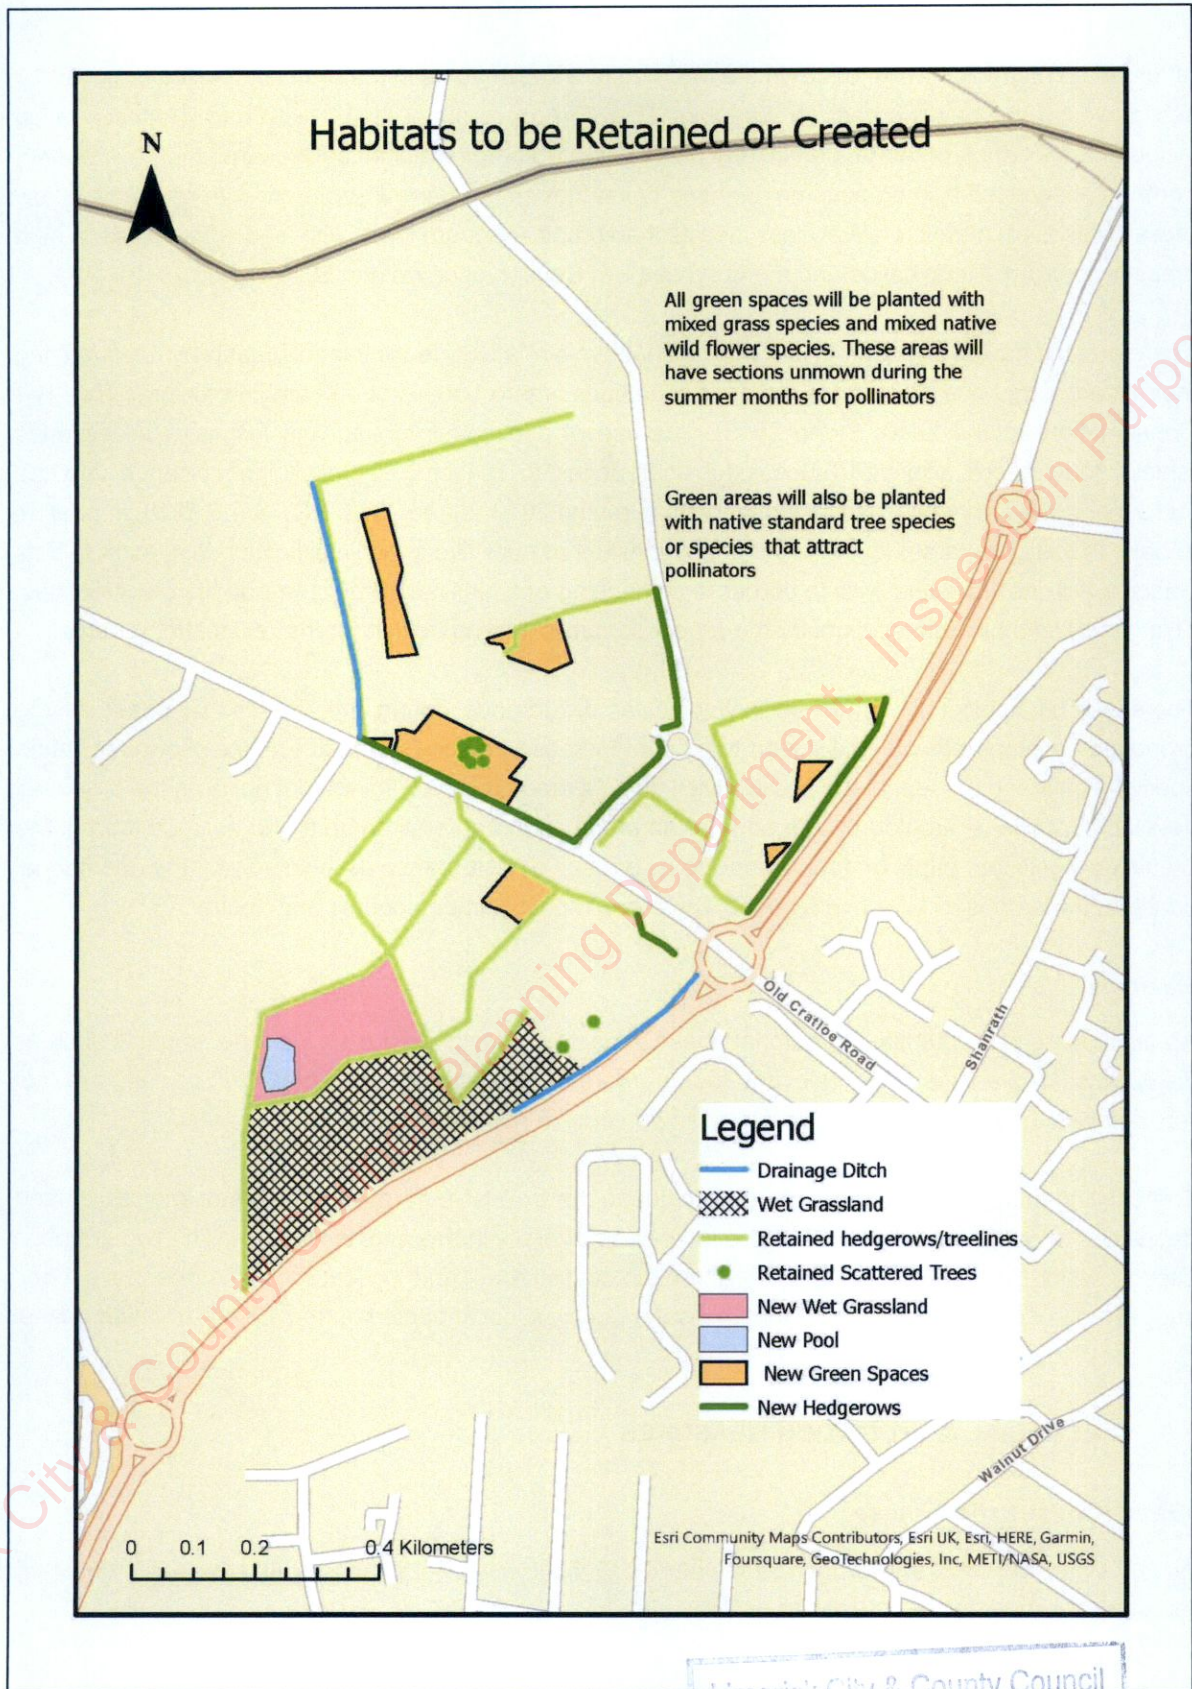 Habitats to be Retained or Created
N
All green spaces will be planted with
mixed grass species and mixed native
wild flower species. These areas will
have sections unmown during the
summer months for pollinators
Green areas will also be planted
with native standard tree species
or species that attract
pollinators
Old Cratloe Road
Shanrath
Walnut Drive
Legend
Drainage Ditch
Wet Grassland
Retained hedgerows/treelines
Retained Scattered Trees
New Wet Grassland
New Pool
New Green Spaces
New Hedgerows
0 0.1 0.2 0.4 Kilometers
Esri Community Maps Contributors, Esri UK, Esri, HERE, Garmin,
Foursquare, GeoTechnologies, Inc, METI/NASA, USGS
City & County Council Planning Department. Inspection
City & County Council